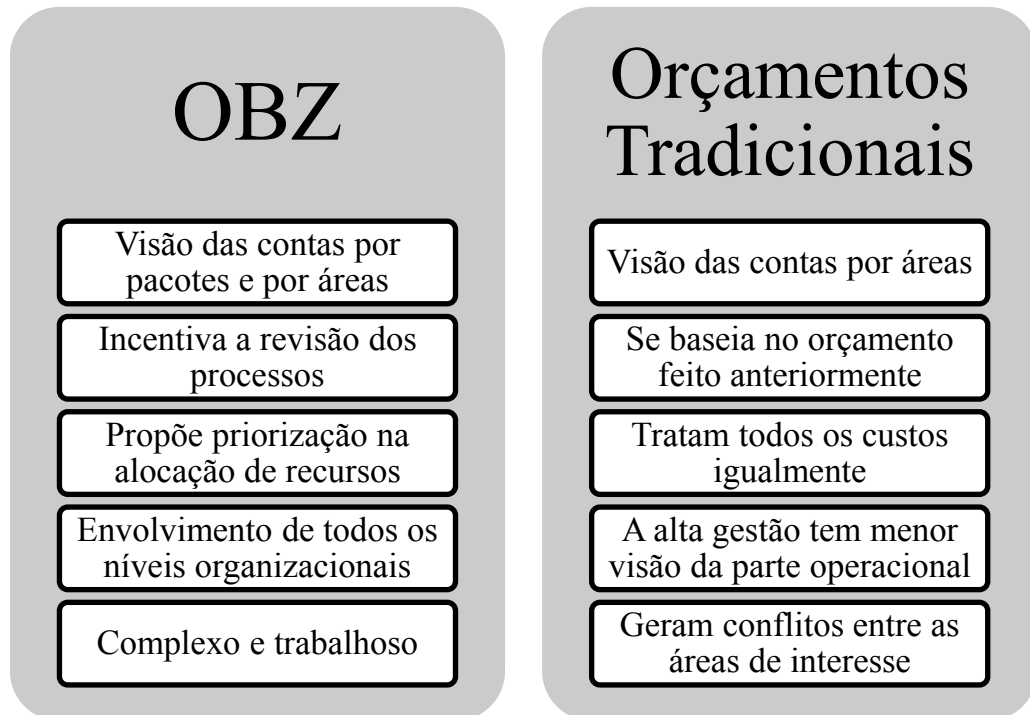 OBZ
Visão das contas por
pacotes e por áreas
Incentiva a revisão dos
processos
Propõe priorização na
alocação de recursos
Envolvimento de todos os
níveis organizacionais
Complexo e trabalhoso
Orçamentos
Tradicionais
Visão das contas por áreas
Se baseia no orçamento
feito anteriormente
Tratam todos os custos
igualmente
A alta gestão tem menor
visão da parte operacional
Geram conflitos entre as
áreas de interesse